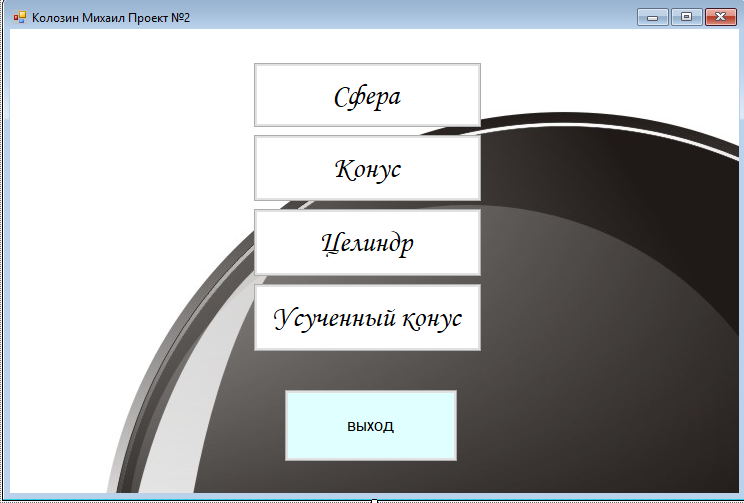 Колозин Михаил Проект №2
Сфера
Конус
Целиндр
Усученный конус
выход